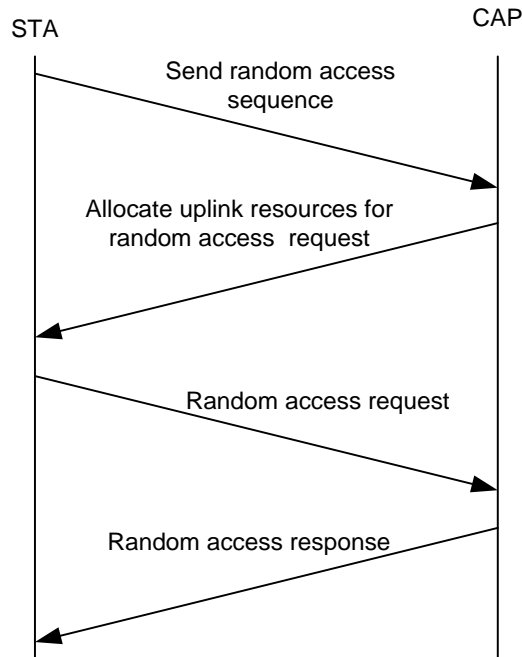 STA
CAP
Send random access
sequence
Allocate uplink resources for
random access request
Random access request
Random access response